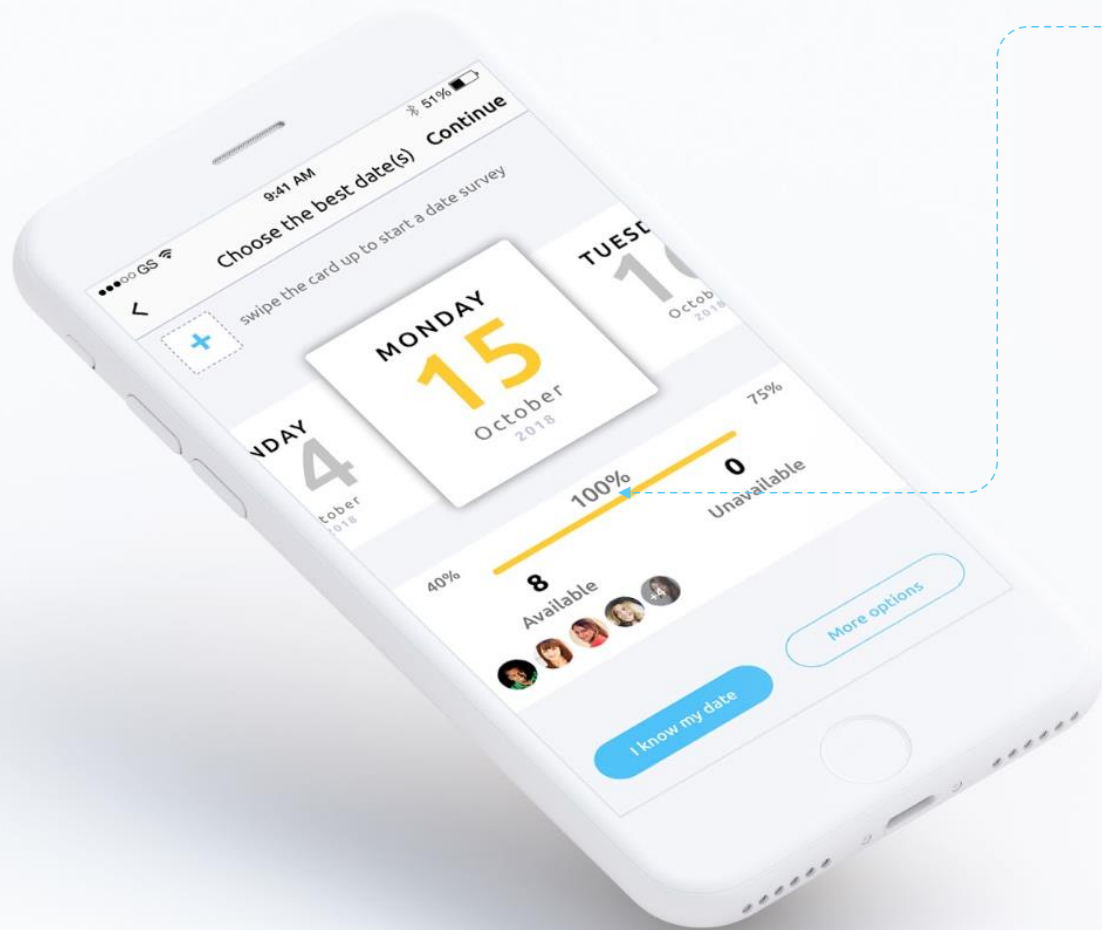 GS
9:41 AM
51%
Choose the best date(s)
Continue
swipe the card up to start a date survey
+
NDAY
4
tober
2018
MONDAY
15
October
2018
TUESD
16
Octob
2018
40%
100%
75%
8
Available
0
Unavailable
+4
I know my date
More options